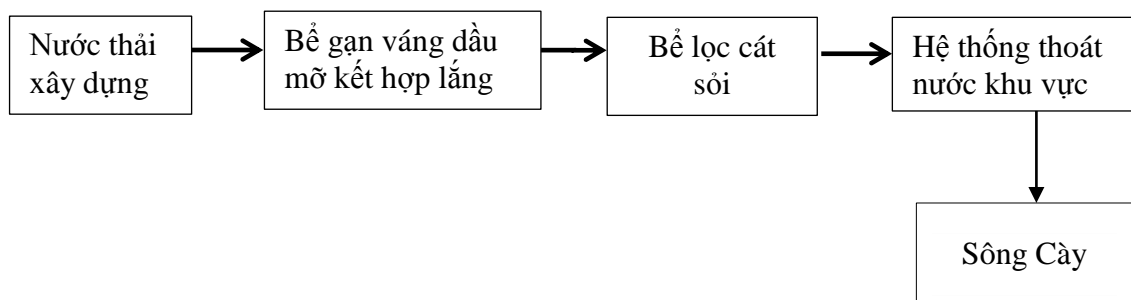 Nước thải
xây dựng
Bể gạn váng dầu
mỡ kết hợp lắng
Bể lọc cát
sỏi
Hệ thống thoát
nước khu vực
Sông Cày